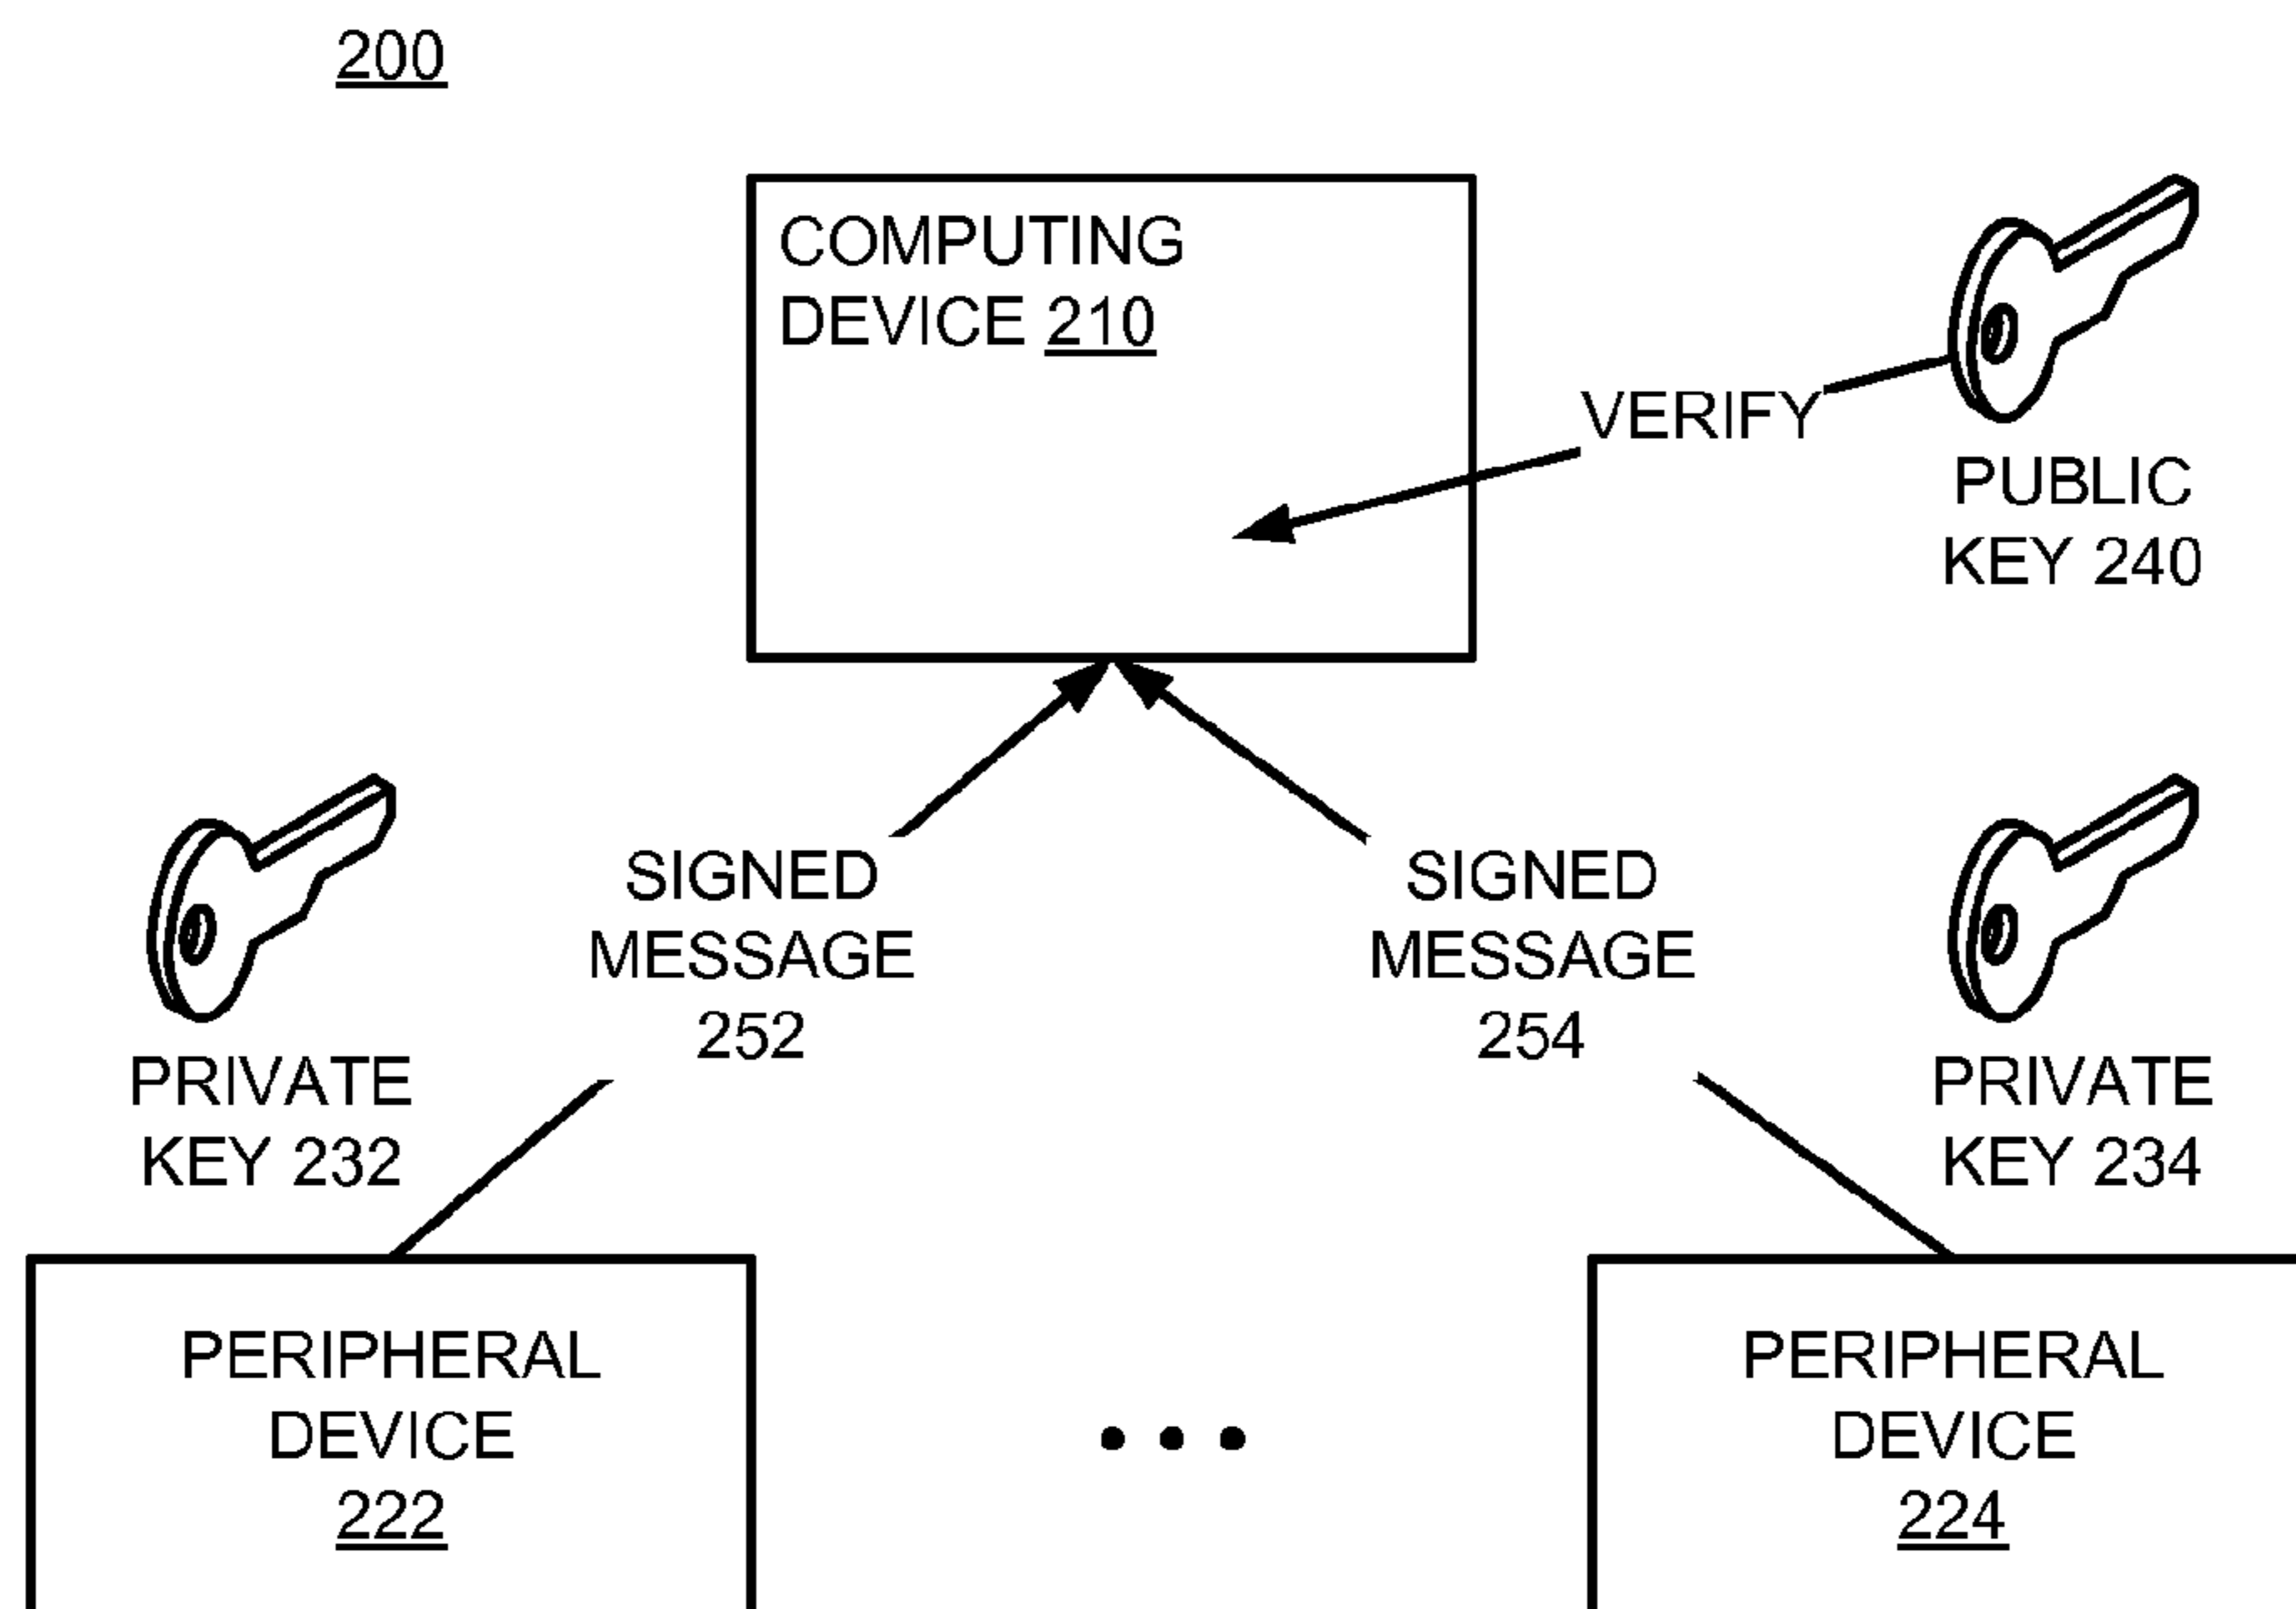 200
COMPUTING
DEVICE 210
VERIFY
PUBLIC
KEY 240
SIGNED
MESSAGE
252
SIGNED
MESSAGE
254
PRIVATE
KEY 232
PRIVATE
KEY 234
PERIPHERAL
DEVICE
222
• • •
PERIPHERAL
DEVICE
224